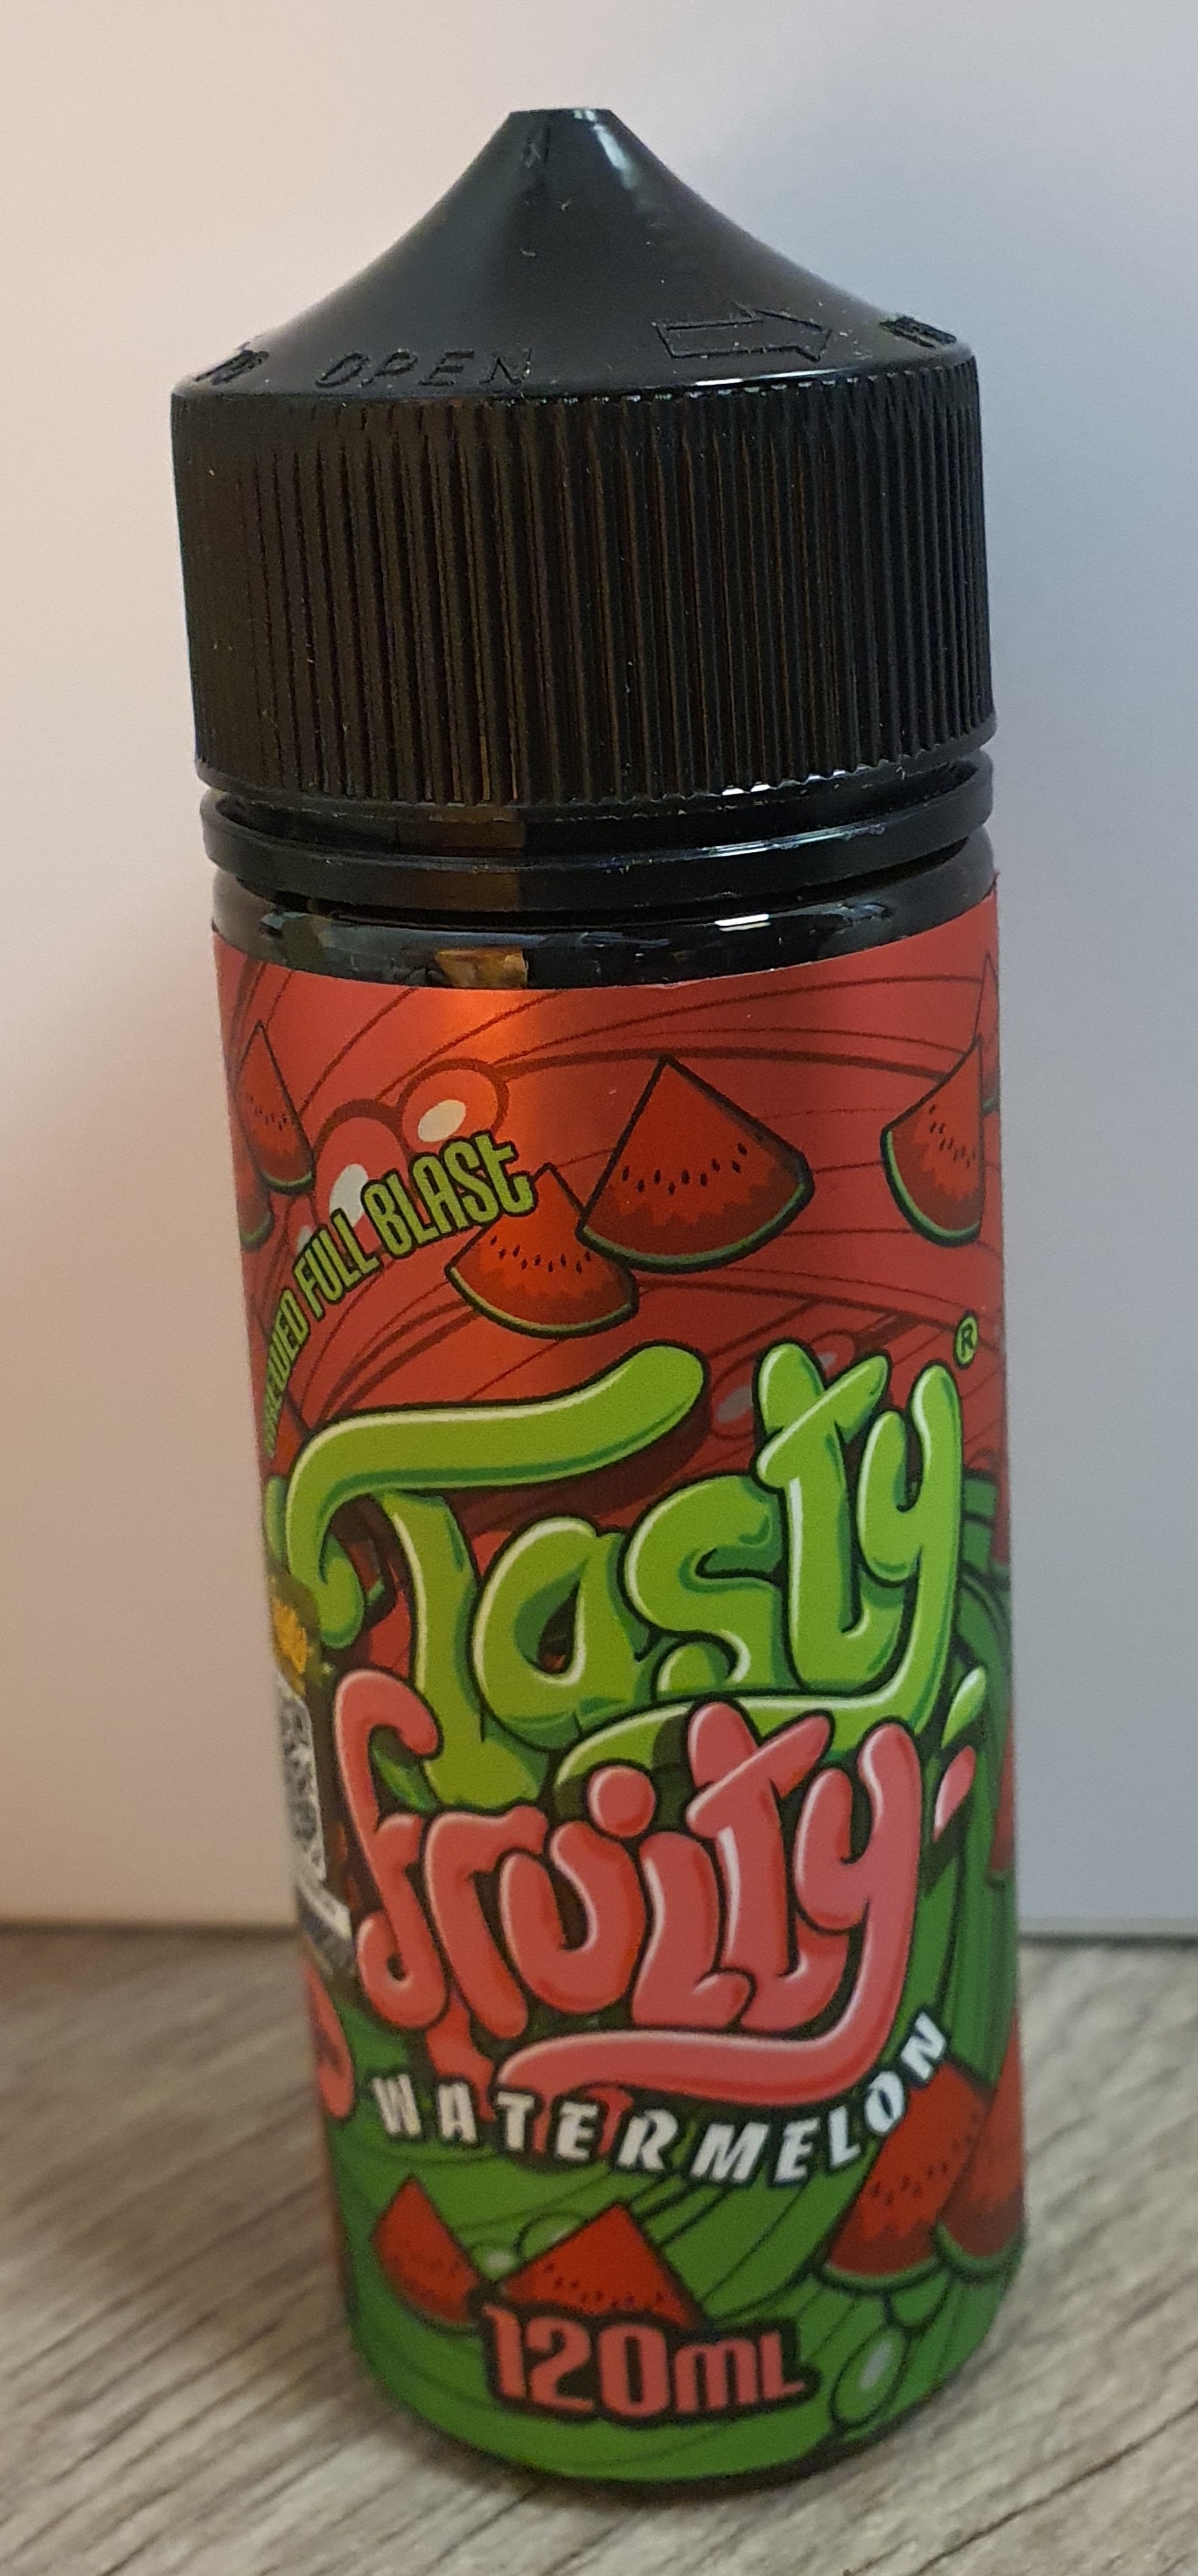 OPEN
FULL BLAST
Tasty®
fruity
WATERMELON
120mL